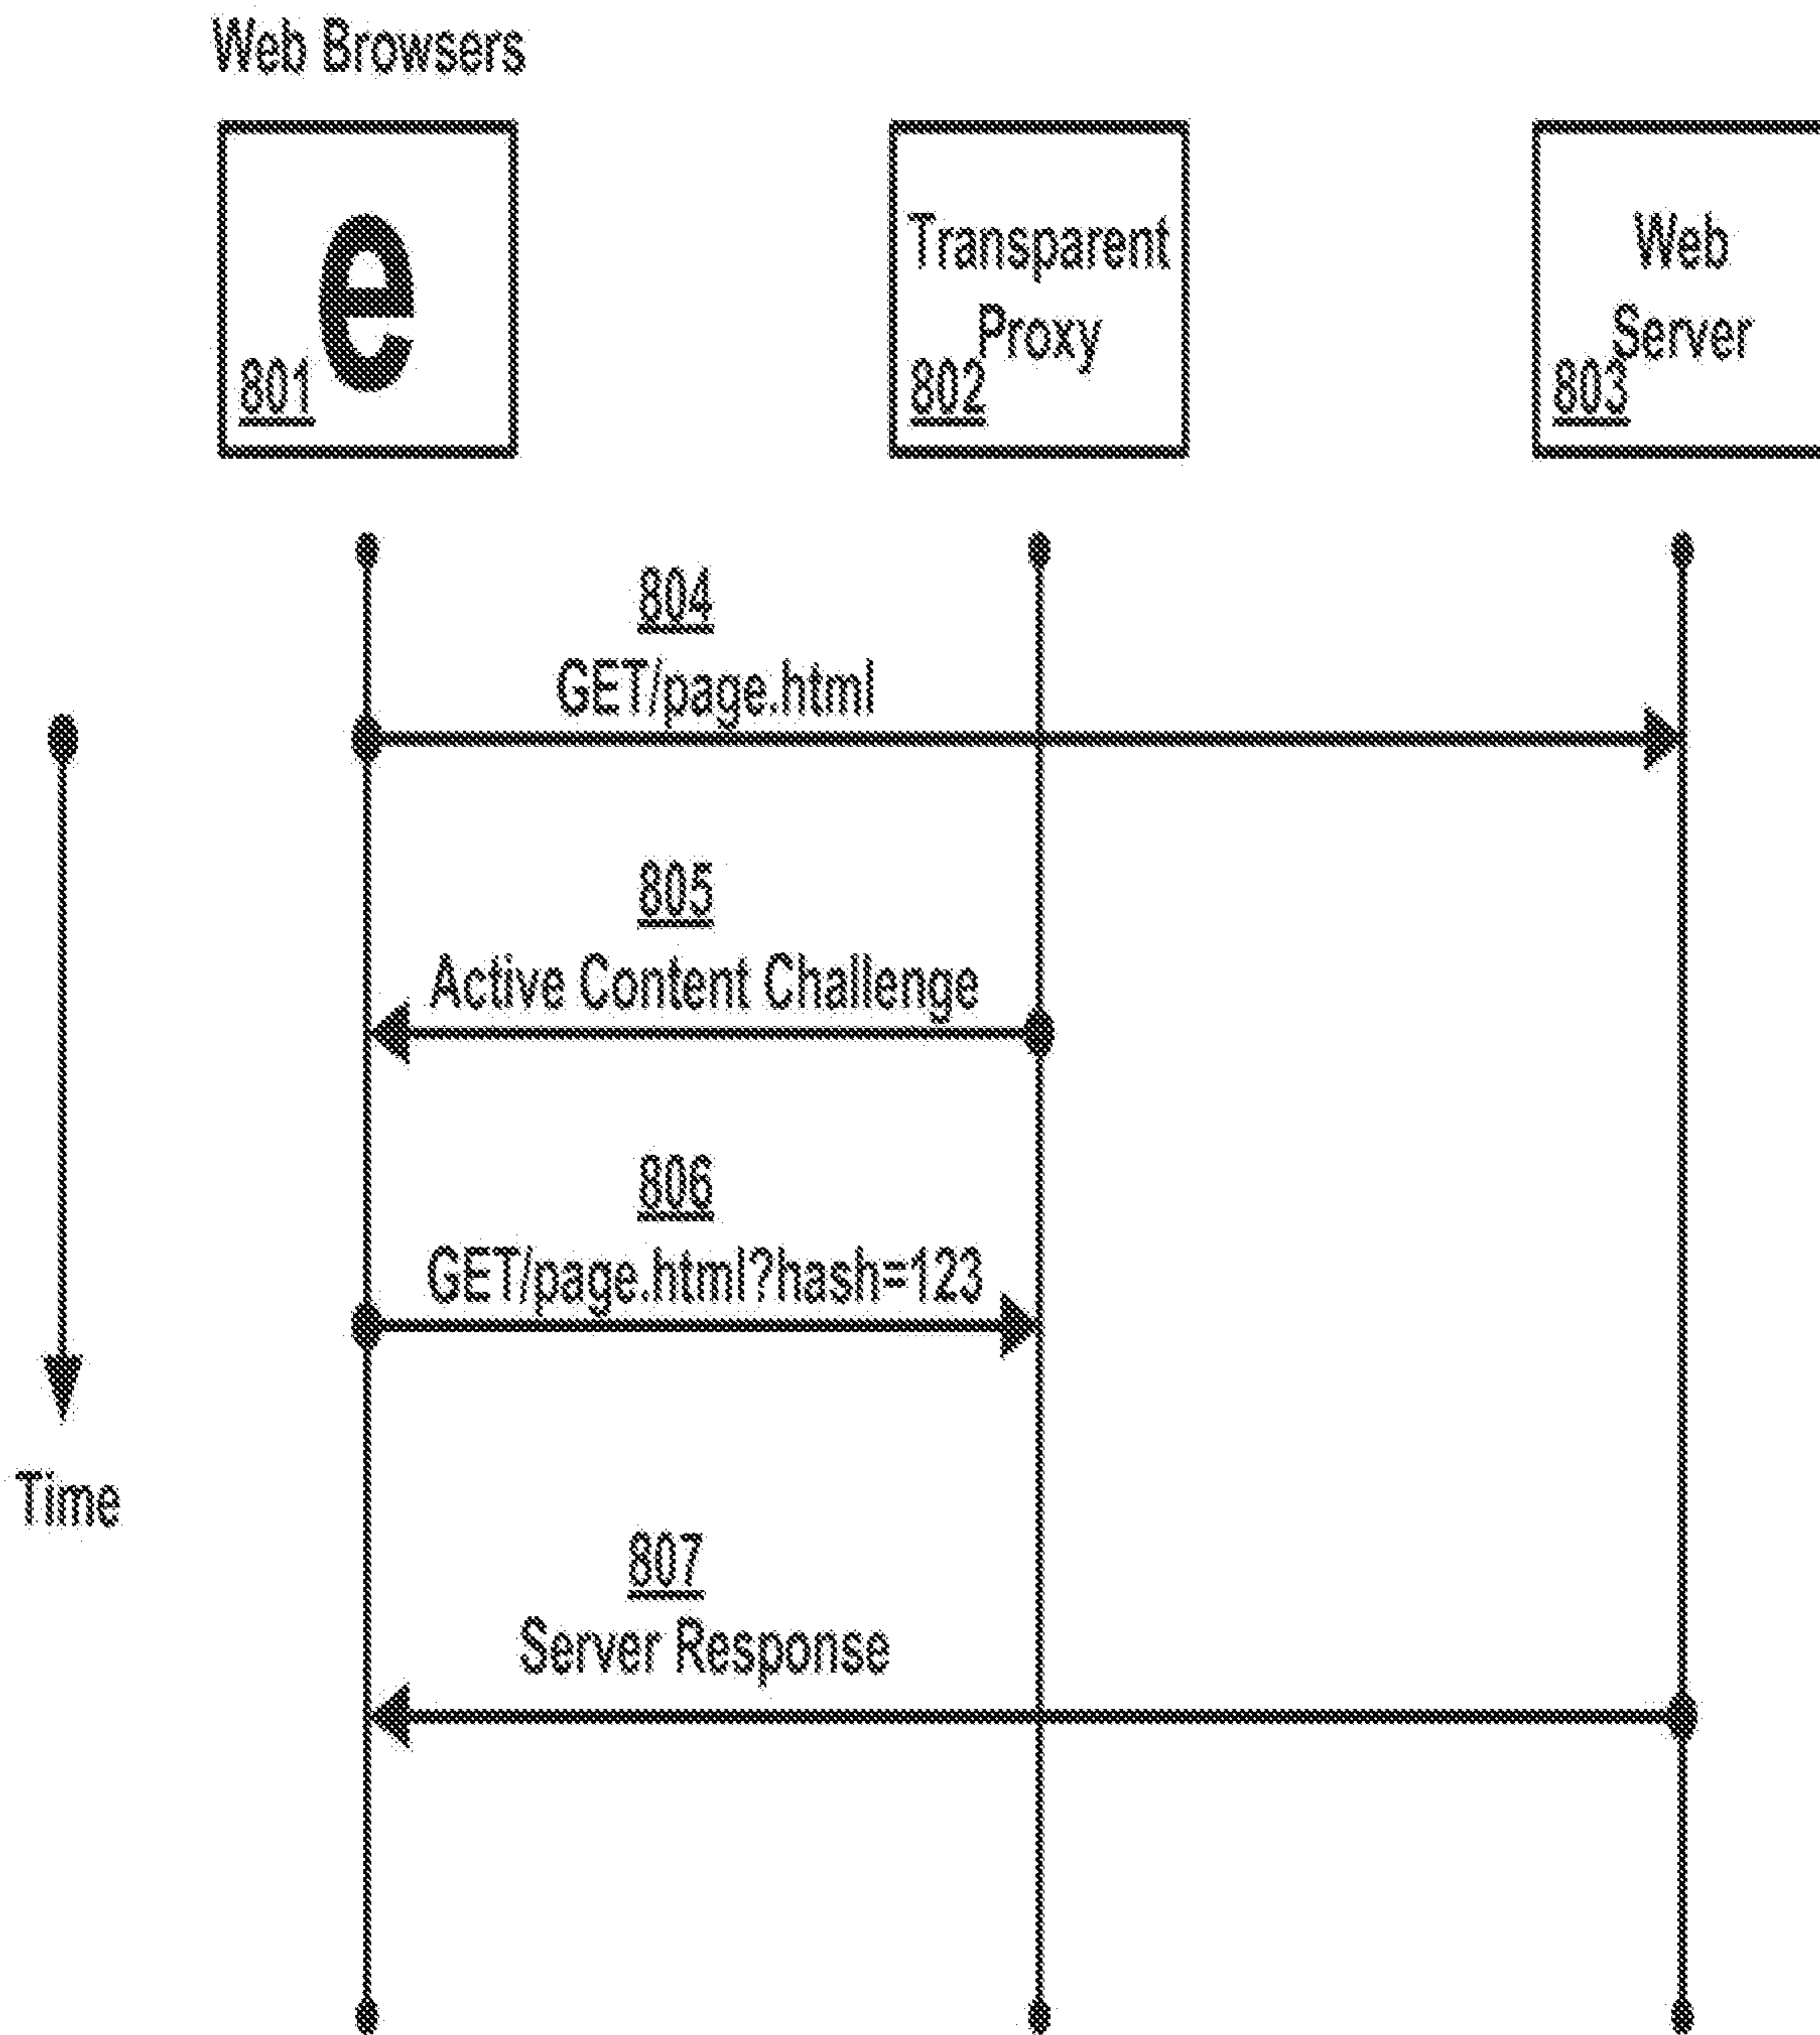 Web Browsers
e
801
Transparent
Proxy
802
Web
Server
803
804
GET/page.html
805
Active Content Challenge
806
GET/page.html?hash=123
Time
807
Server Response